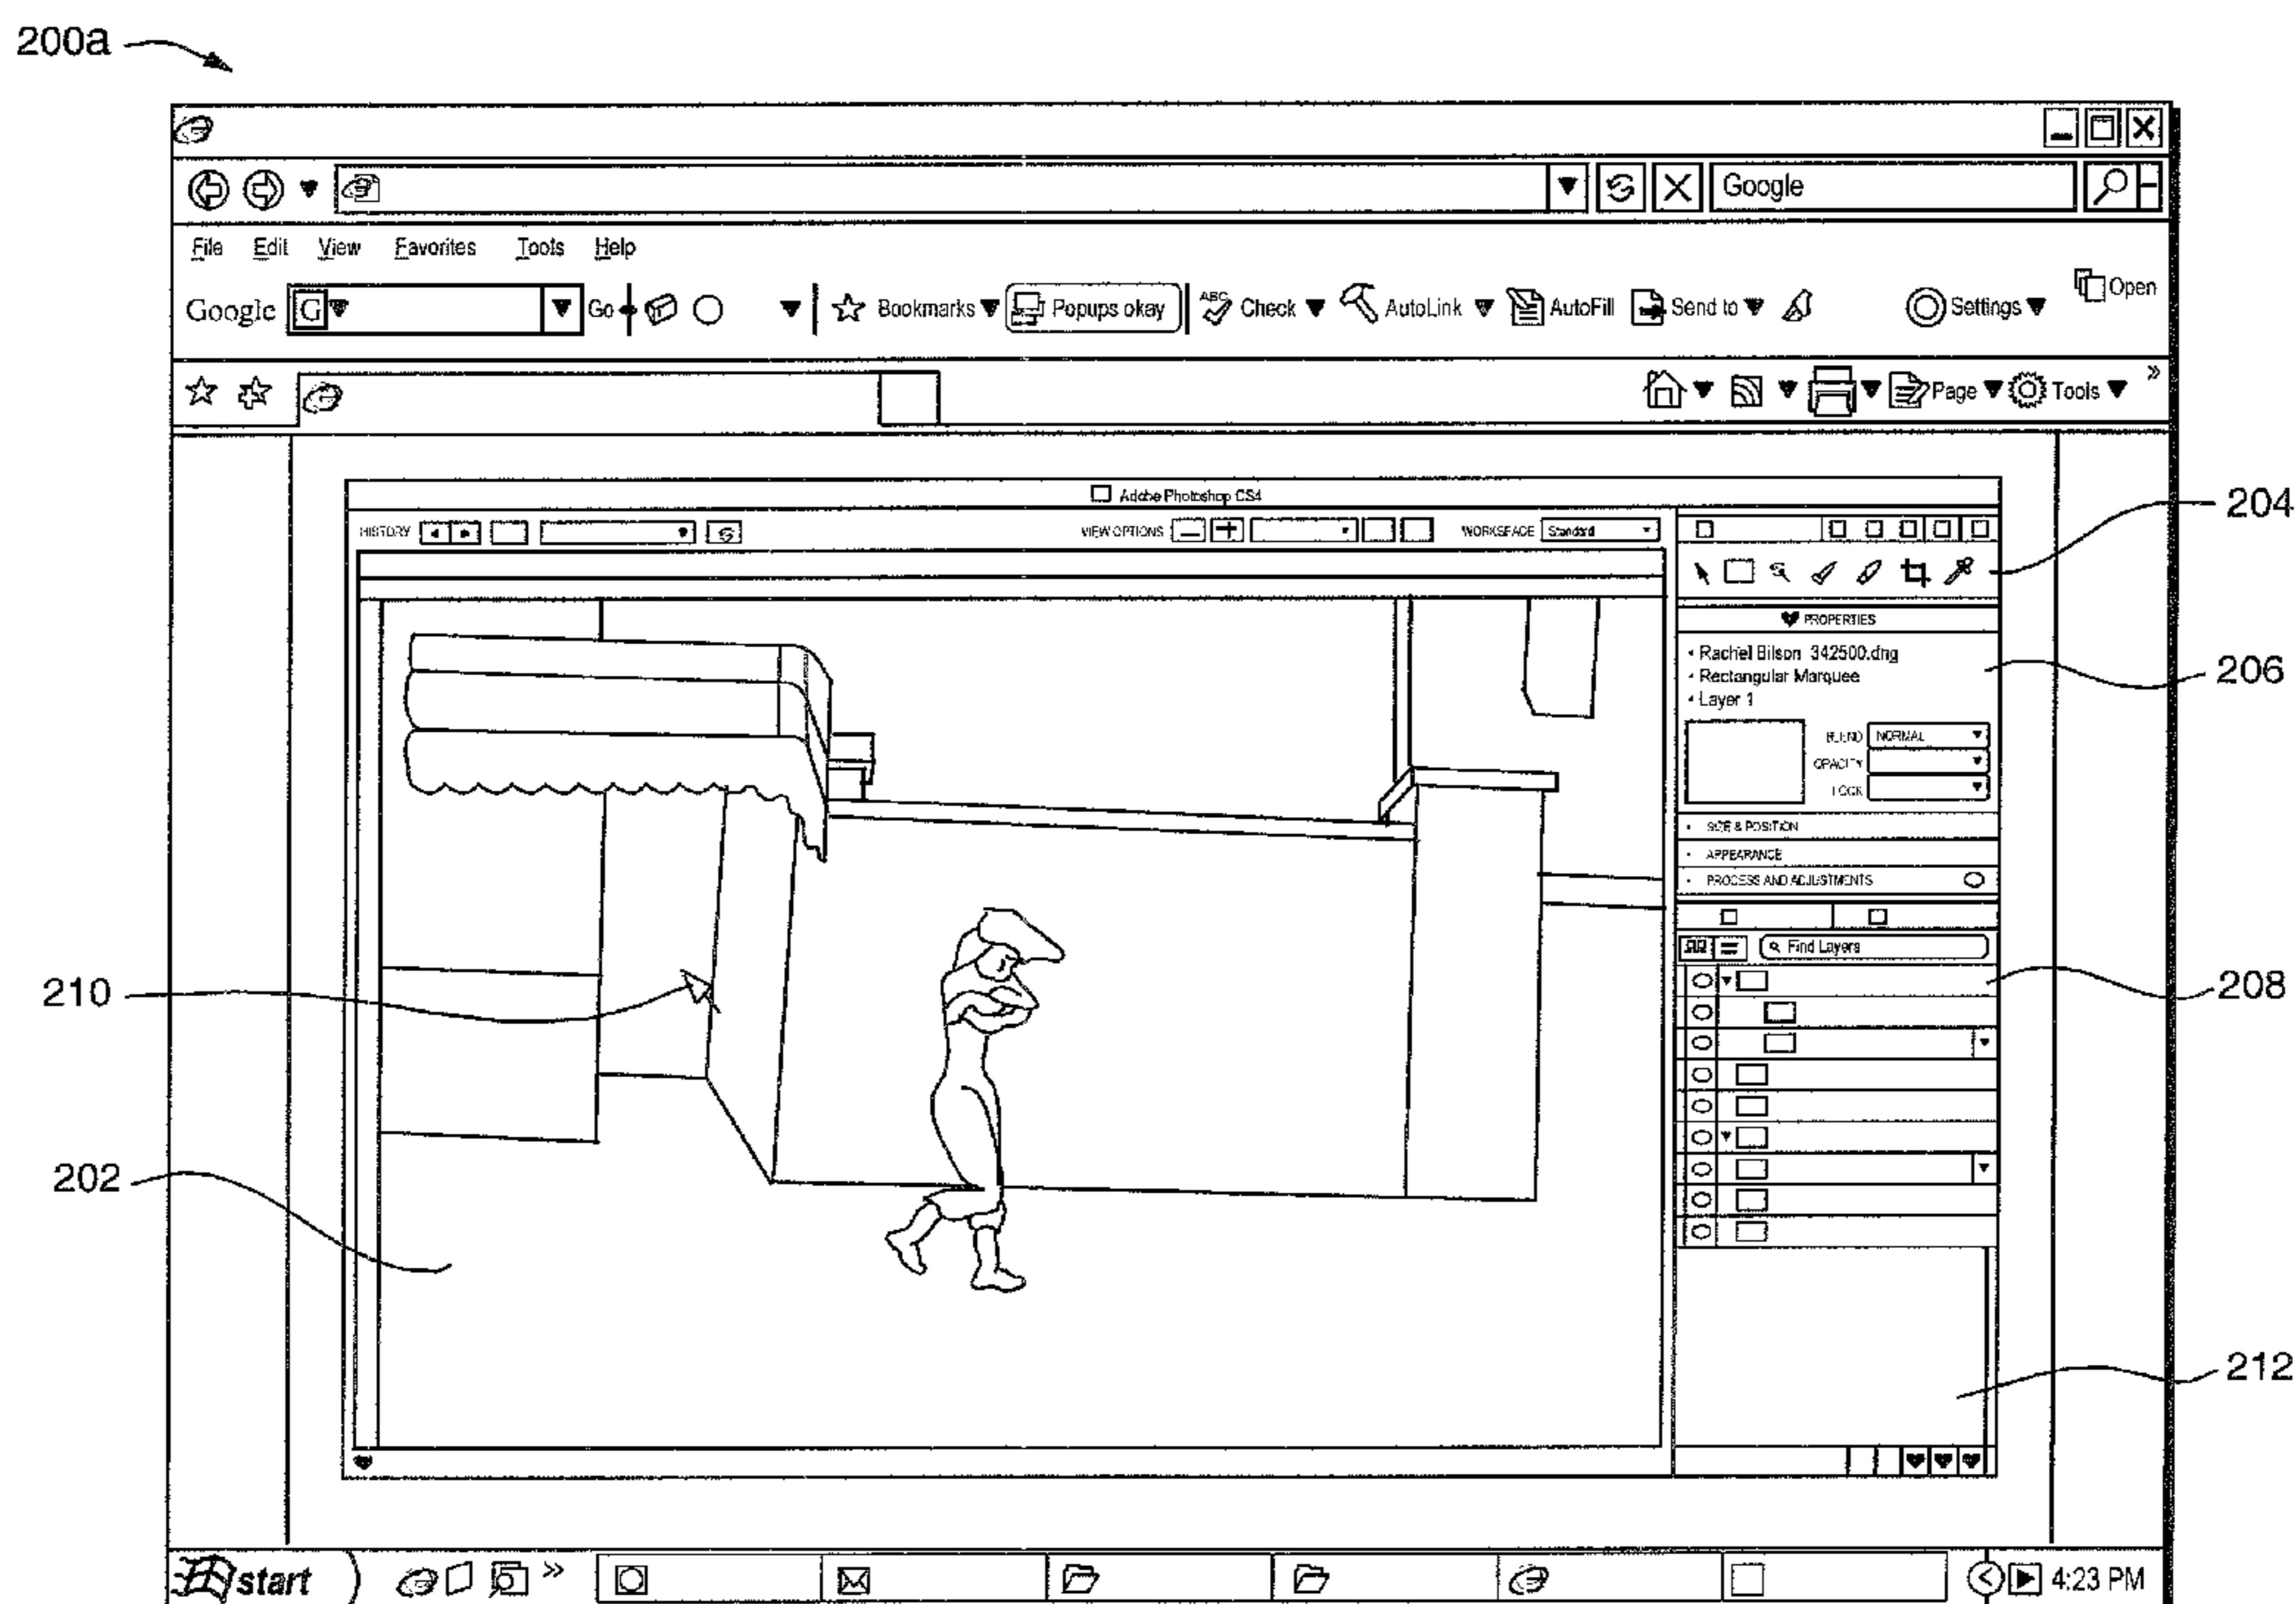 200a
Google
File Edit View Favorites Tools Help
Google G Go Bookmarks Popups okay ABC Check AutoLink AutoFill Send to Settings Open
Page Tools »
Adobe Photoshop CS4
HISTORY VIEW OPTIONS WORKSPACE Standard
204
PROPERTIES
Rachel Bilson 342500.dng
206
Rectangular Marquee
Layer 1
BLEND NORMAL
OPACITY
LOCK
SIZE & POSITION
APPEARANCE
PROCESS AND ADJUSTMENTS
Find Layers
210
208
202
212
start » 4:23 PM